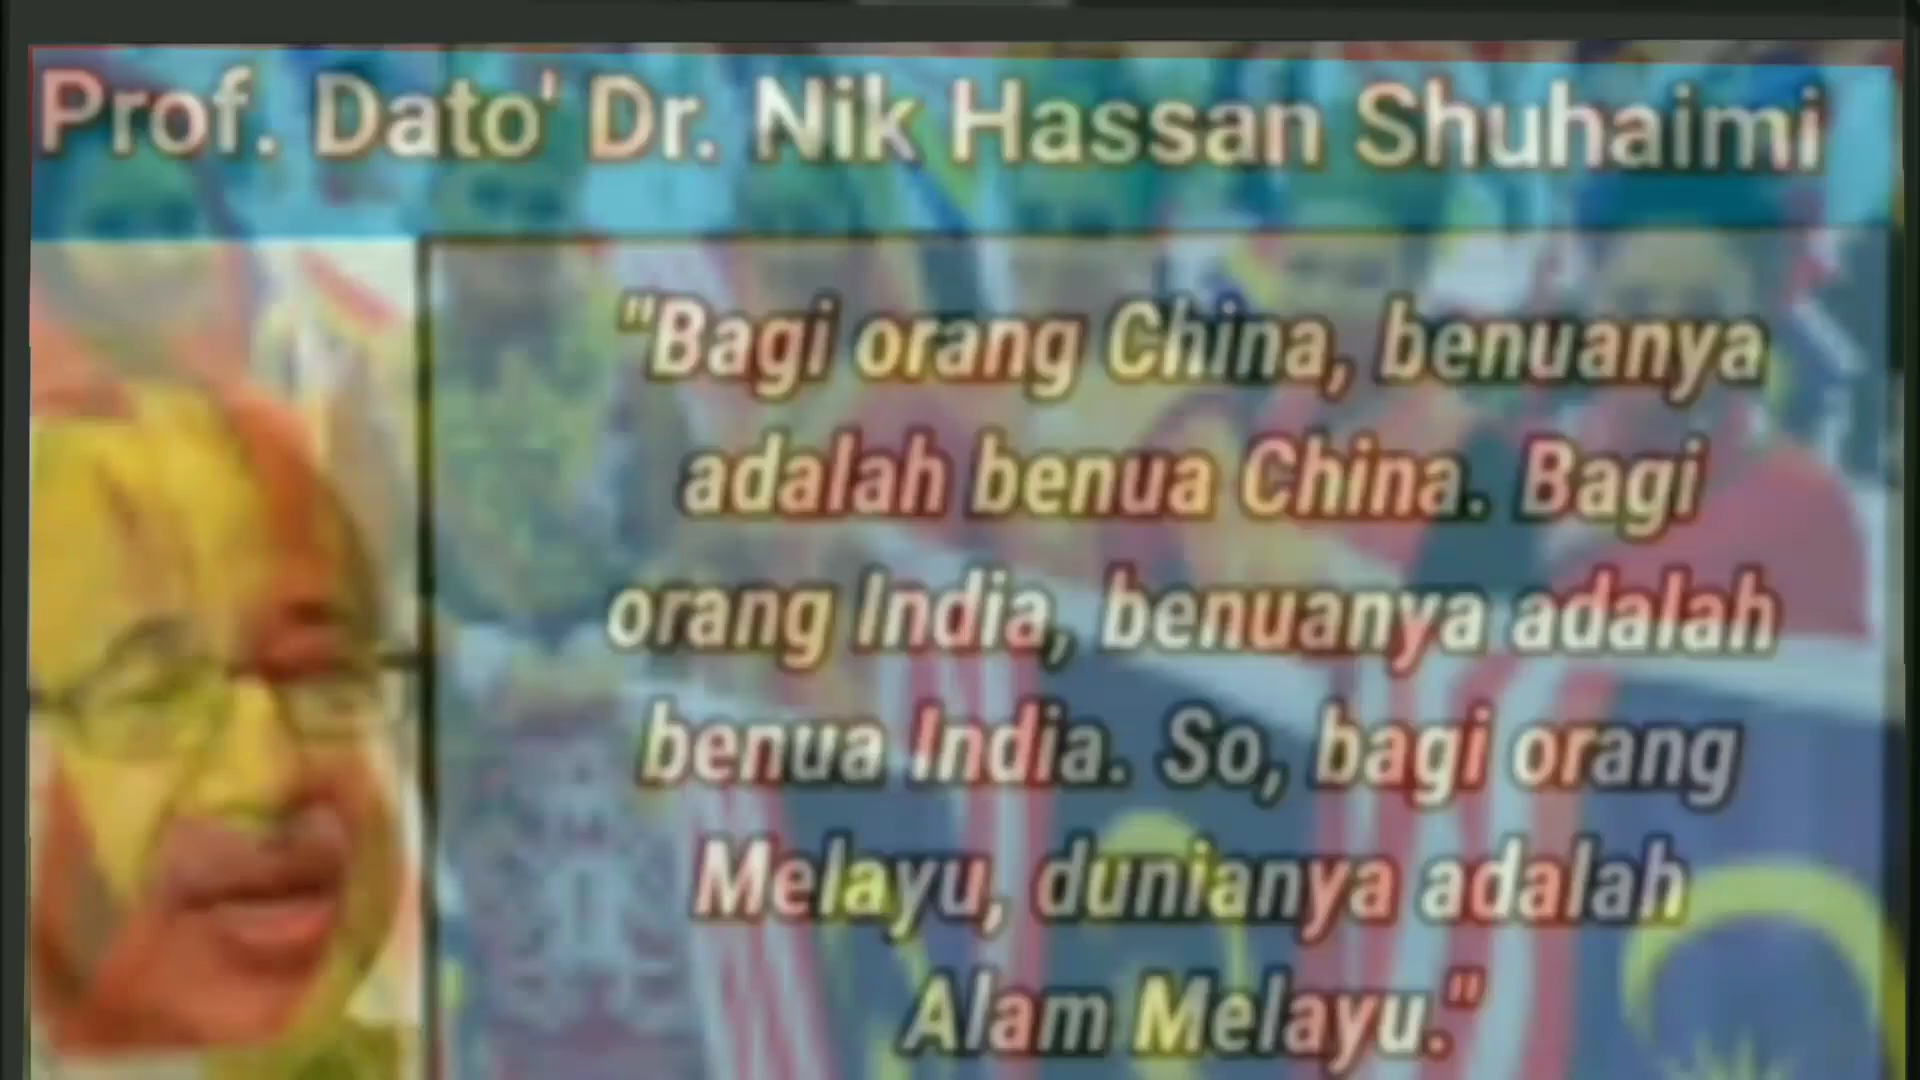 Prof. Dato' Dr. Nik Hassan Shuhaimi
"Bagi orang China, benuanya
adalah benua China. Bagi
orang India, benuanya adalah
benua India. So, bagi orang
Melayu, dunianya adalah
Alam Melayu."